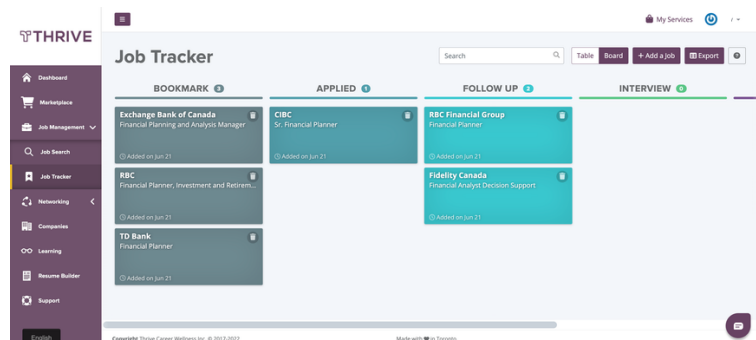 THRIVE
My Services
Job Tracker
Search
Table Board + Add a Job Export
Dashboard
Marketplace
Job Management
Job Search
Job Tracker
Networking
Companies
Learning
Resume Builder
Support
English
BOOKMARK 3
Exchange Bank of Canada
Financial Planning and Analysis Manager
Added on Jun 21
RBC
Financial Planner, Investment and Retirem...
Added on Jun 21
TD Bank
Financial Planner
Added on Jun 21
APPLIED 1
CIBC
Sr. Financial Planner
Added on Jun 21
FOLLOW UP 2
RBC Financial Group
Financial Planner
Added on Jun 21
Fidelity Canada
Financial Analyst Decision Support
Added on Jun 21
INTERVIEW 0
Copyright Thrive Career Wellness Inc. © 2017-2022
Made with in Toronto